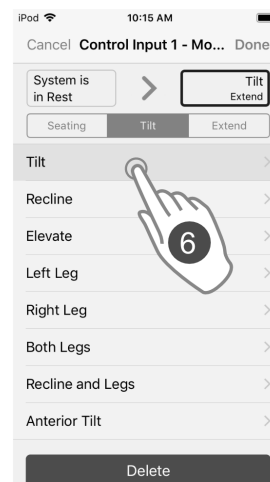 iPod 10:15 AM
Cancel Control Input 1 - Mo... Done
System is
in Rest
Tilt
Extend
Seating Tilt Extend
Tilt
Recline
Elevate
6
Left Leg
Right Leg
Both Legs
Recline and Legs
Anterior Tilt
Delete